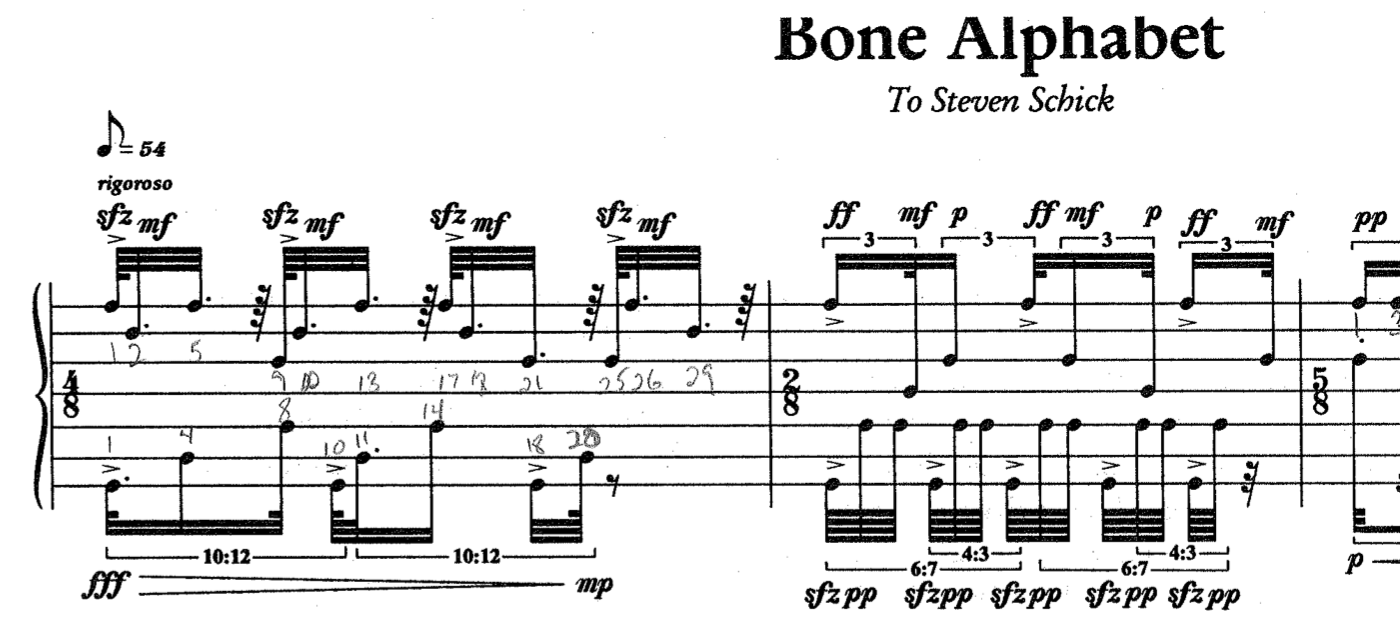 Bone Alphabet
To Steven Schick
= 54
rigoroso
sfz mf sfz mf sfz mf sfz mf ff mf p ff mf p ff mf pp
3 3 3 3
1 2 5 9 10 13 17 18 21 25 26 29 1
4 8 2 8 5 8
1 4 8 10 11 14 18 20
10:12 10:12 4:3 4:3
6:7 6:7
fff mp sfz pp sfz pp sfz pp sfz pp sfz pp p